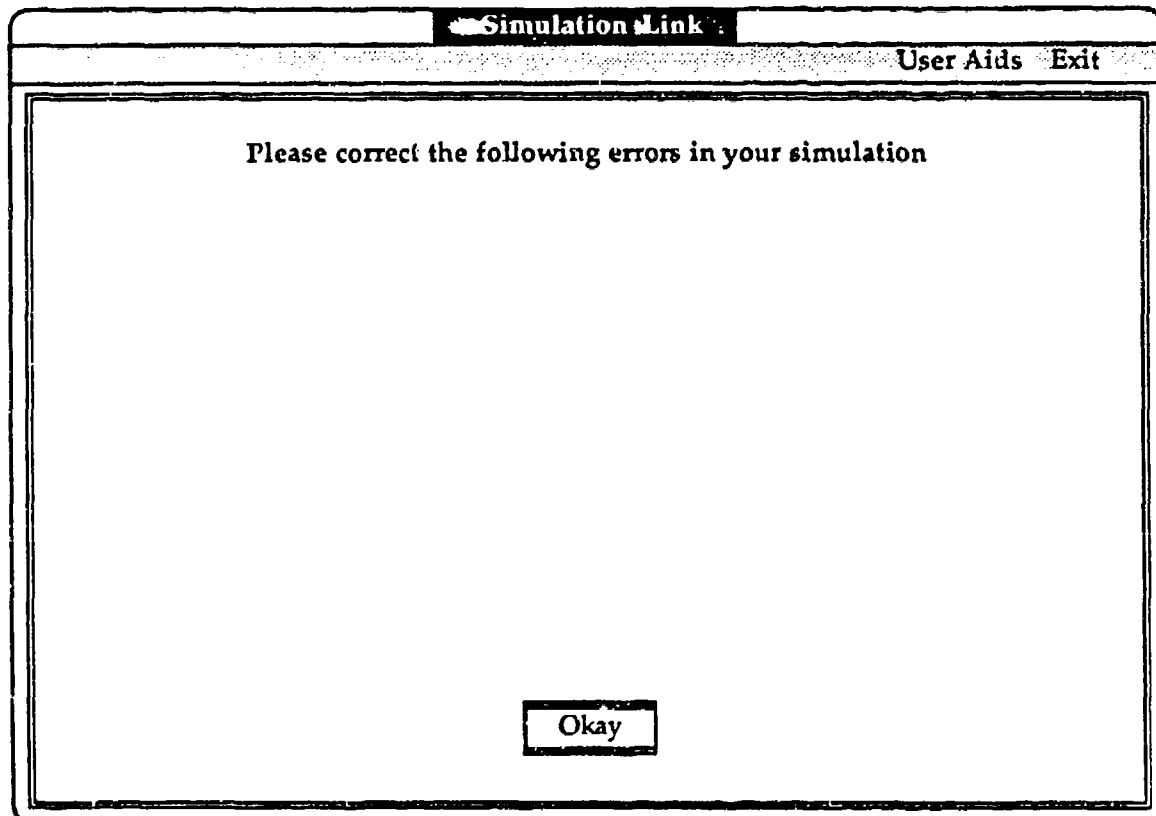 Simulation Link
User Aids Exit
Please correct the following errors in your simulation
Okay